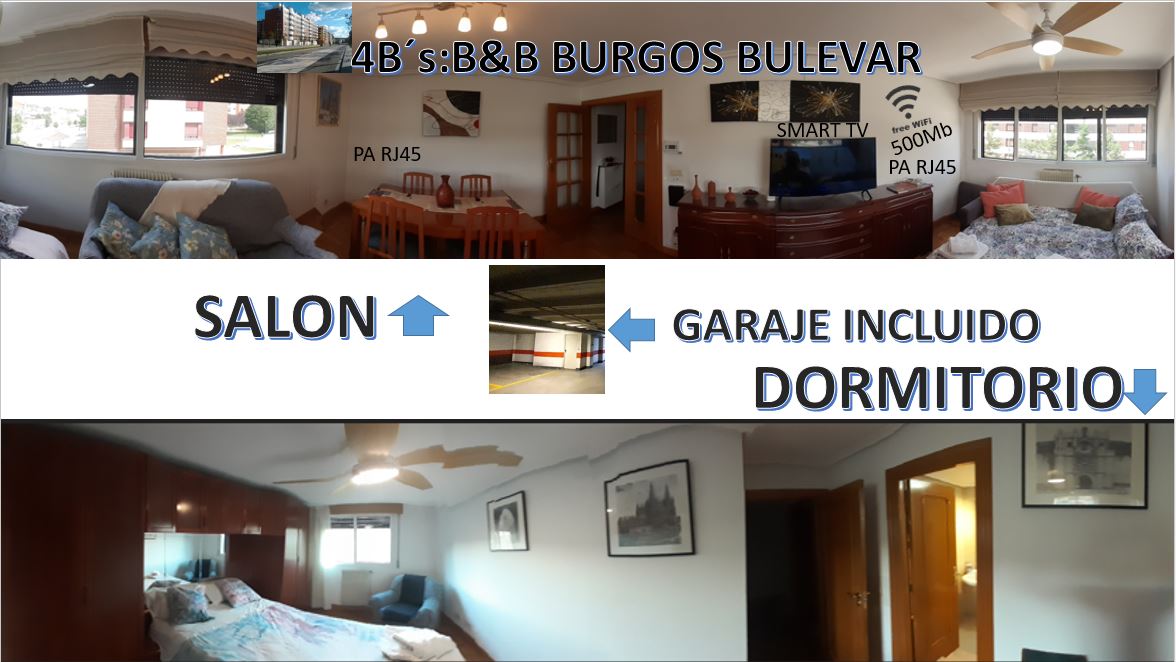 4B´s:B&B BURGOS BULEVAR
SMART TV
free WiFi
500Mb
PA RJ45
PA RJ45
SALON
GARAJE INCLUIDO
DORMITORIO